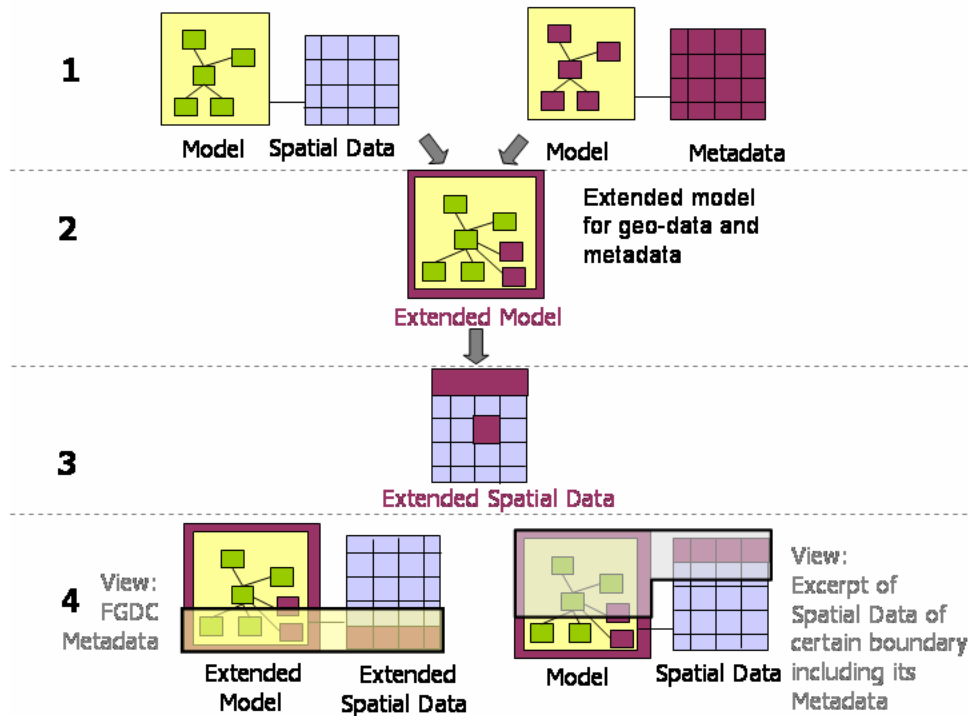 1
Model
Spatial Data
Model
Metadata
2
Extended model
for geo-data and
metadata
Extended Model
3
Extended Spatial Data
4
View:
FGDC
Metadata
Extended
Model
Extended
Spatial Data
Model
Spatial Data
View:
Excerpt of
Spatial Data of
certain boundary
including its
Metadata